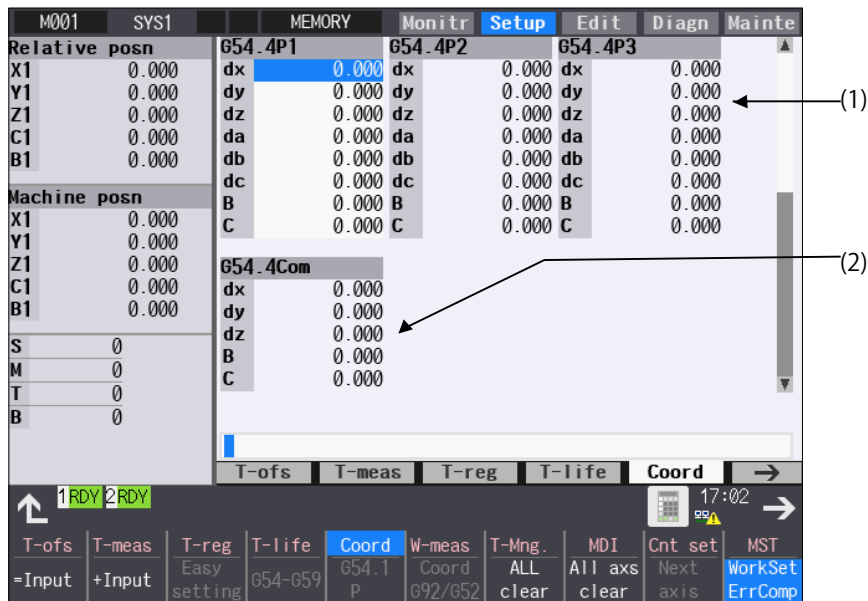 M001 SYS1 MEMORY Monitr Setup Edit Diagn Mainte
Relative posn
X1 0.000
Y1 0.000
Z1 0.000
C1 0.000
B1 0.000
Machine posn
X1 0.000
Y1 0.000
Z1 0.000
C1 0.000
B1 0.000
S 0
M 0
T 0
B 0
G54.4P1 G54.4P2 G54.4P3
dx 0.000 dx 0.000 dx 0.000
dy 0.000 dy 0.000 dy 0.000
dz 0.000 dz 0.000 dz 0.000
da 0.000 da 0.000 da 0.000
db 0.000 db 0.000 db 0.000
dc 0.000 dc 0.000 dc 0.000
B 0.000 B 0.000 B 0.000
C 0.000 C 0.000 C 0.000
(1)
G54.4Com
dx 0.000
dy 0.000
dz 0.000
B 0.000
C 0.000
(2)
T-ofs T-meas T-reg T-life Coord →
1 RDY 2 RDY 17:02
T-ofs T-meas T-reg T-life Coord W-meas T-Mng. MDI Cnt set MST
=Input +Input Easy setting G54-G59 G54.1 P Coord G92/G52 ALL clear All axs clear Next axis WorkSet ErrComp